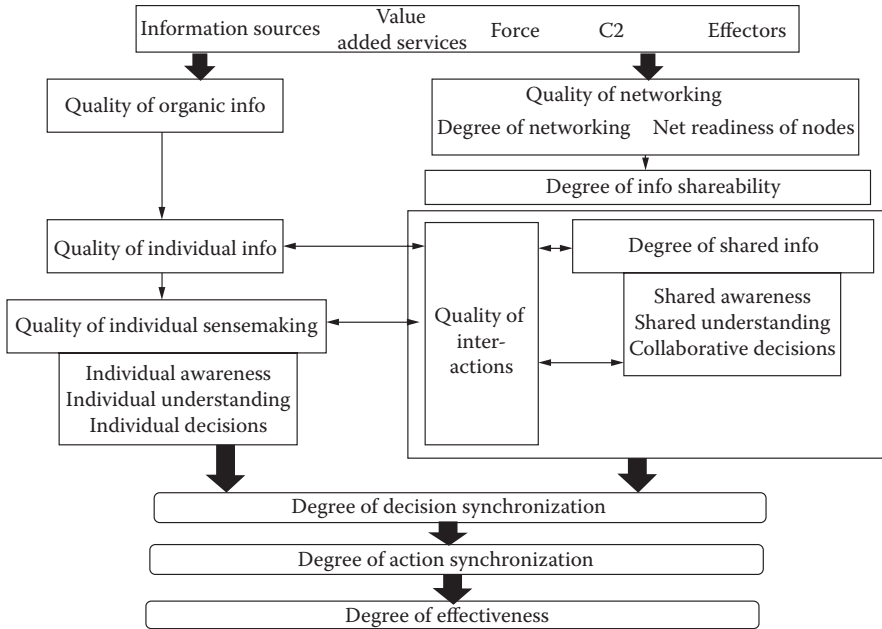 Information sources
Value
added services
Force
C2
Effectors
Quality of organic info
Quality of networking
Degree of networking
Net readiness of nodes
Degree of info shareability
Quality of individual info
Degree of shared info
Quality of individual sensemaking
Quality of
inter-
actions
Shared awareness
Shared understanding
Collaborative decisions
Individual awareness
Individual understanding
Individual decisions
Degree of decision synchronization
Degree of action synchronization
Degree of effectiveness